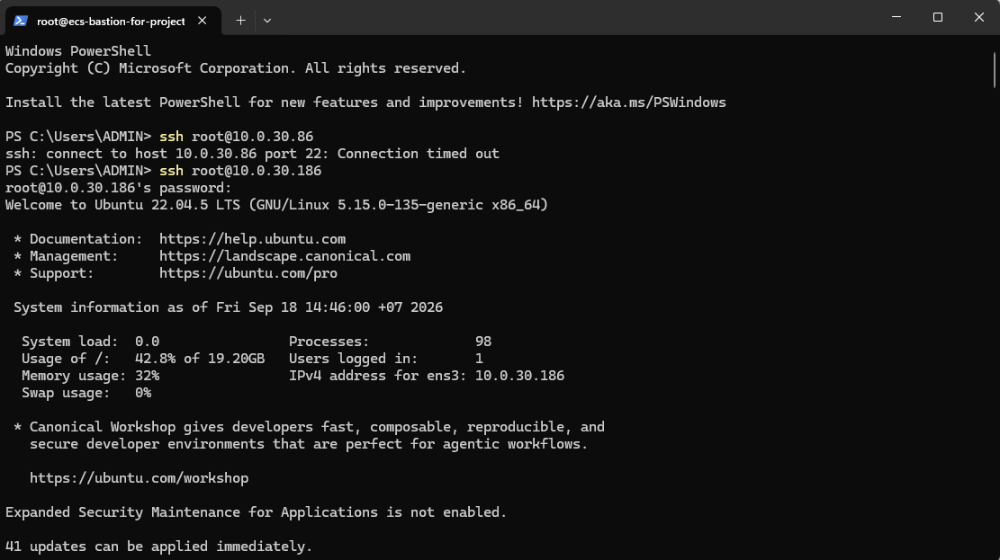 root@ecs-bastion-for-project
Windows PowerShell
Copyright (C) Microsoft Corporation. All rights reserved.
Install the latest PowerShell for new features and improvements! https://aka.ms/PSWindows
PS C:\Users\ADMIN> ssh root@10.0.30.86
ssh: connect to host 10.0.30.86 port 22: Connection timed out
PS C:\Users\ADMIN> ssh root@10.0.30.186
root@10.0.30.186's password:
Welcome to Ubuntu 22.04.5 LTS (GNU/Linux 5.15.0-135-generic x86_64)
* Documentation:  https://help.ubuntu.com
* Management:     https://landscape.canonical.com
* Support:        https://ubuntu.com/pro
System information as of Fri Sep 18 14:46:00 +07 2026
System load:  0.0                Processes:             98
Usage of /:   42.8% of 19.20GB   Users logged in:       1
Memory usage: 32%                IPv4 address for ens3: 10.0.30.186
Swap usage:   0%
* Canonical Workshop gives developers fast, composable, reproducible, and
secure developer environments that are perfect for agentic workflows.
https://ubuntu.com/workshop
Expanded Security Maintenance for Applications is not enabled.
41 updates can be applied immediately.